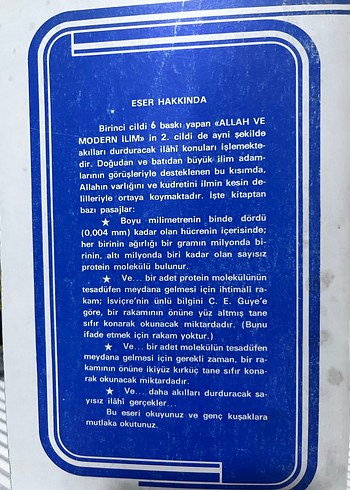 ESER HAKKINDA
Birinci cildi 6 baskı yapan «ALLAH VE
MODERN İLİM» in 2. cildi de ayni şekilde
akılları durduracak ilâhî konuları işlemekte-
dir. Doğudan ve batıdan büyük ilim adam-
larının görüşleriyle desteklenen bu kısımda,
Allahın varlığını ve kudretini ilmin kesin de-
lilleriyle ortaya koymaktadır. İşte kitaptan
bazı pasajlar:
★ Boyu milimetrenin binde dördü
(0,004 mm) kadar olan hücrenin içerisinde;
her birinin ağırlığı bir gramın milyonda bi-
rinin, altı milyonda biri kadar olan sayısız
protein molekülü bulunur.
★ Ve... bir adet protein molekülünün
tesadüfen meydana gelmesi için ihtimalî ra-
kam; İsviçre'nin ünlü bilgini C. E. Guye'e
göre, bir rakamının önüne yüz altmış tane
sıfır konarak okunacak miktardadır. (Bunu
ifade etmek için rakam yoktur.)
★ Ve... bir adet molekülün tesadüfen
meydana gelmesi için gerekli zaman, bir ra-
kamının önüne ikiyüz kırküç tane sıfır kona-
rak okunacak miktardadır.
★ Ve... daha akılları durduracak sa-
yısız ilâhî gerçekler...
Bu eseri okuyunuz ve genç kuşaklara
mutlaka okutunuz.